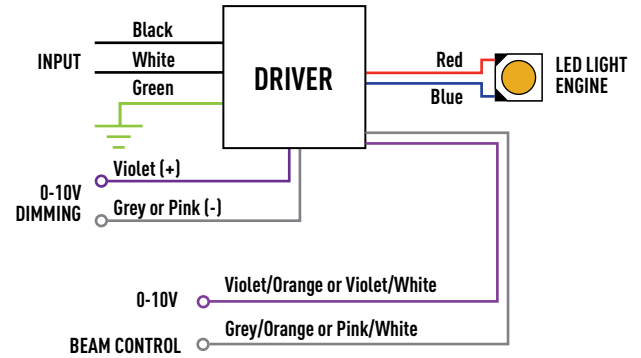 Black
INPUT
White
Green
DRIVER
Red
Blue
LED LIGHT
ENGINE
Violet (+)
0-10V
DIMMING
Grey or Pink (-)
Violet/Orange or Violet/White
0-10V
Grey/Orange or Pink/White
BEAM CONTROL